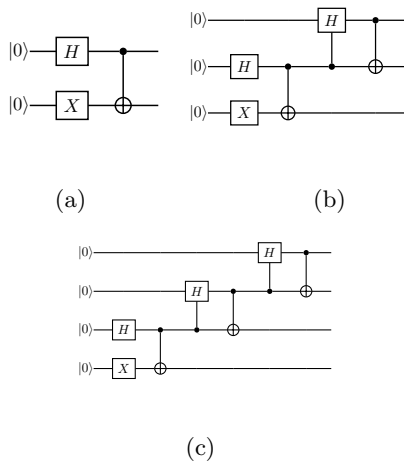 |0⟩ H
|0⟩ X
(a)
|0⟩ H
|0⟩ H
|0⟩ X
(b)
|0⟩ H
|0⟩ H
|0⟩ H
|0⟩ X
(c)